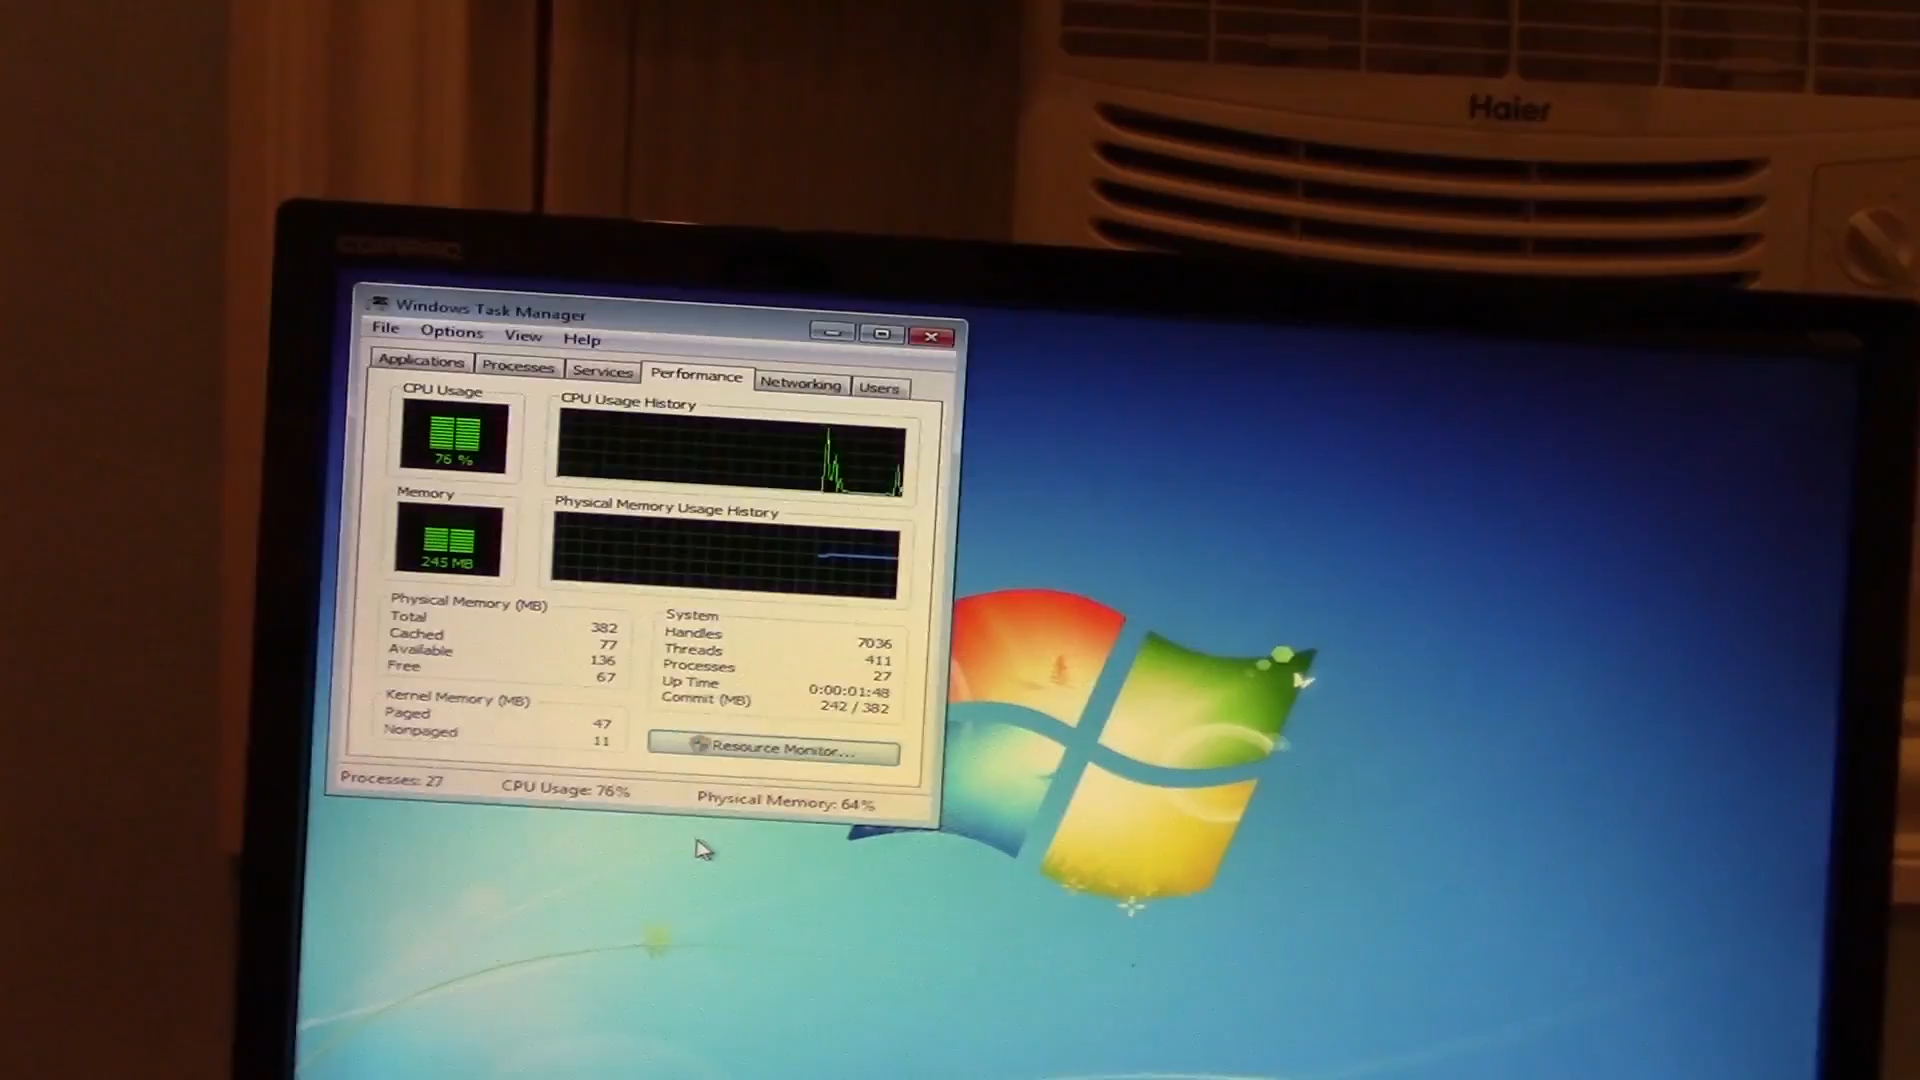 Haier
COMPAQ
Windows Task Manager
File Options View Help
Applications Processes Services Performance Networking Users
CPU Usage
76 %
CPU Usage History
Memory
245 MB
Physical Memory Usage History
Physical Memory (MB)
Total 382
Cached 77
Available 136
Free 67
Kernel Memory (MB)
Paged 47
Nonpaged 11
System
Handles 7036
Threads 411
Processes 27
Up Time 0:00:01:48
Commit (MB) 242 / 382
Resource Monitor...
Processes: 27 CPU Usage: 76% Physical Memory: 64%